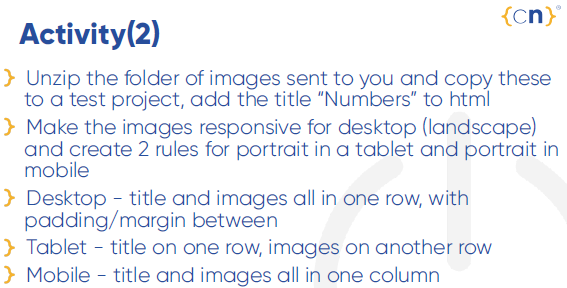 {cn}®
Activity(2)
} Unzip the folder of images sent to you and copy these
to a test project, add the title “Numbers” to html
} Make the images responsive for desktop (landscape)
and create 2 rules for portrait in a tablet and portrait in
mobile
} Desktop - title and images all in one row, with
padding/margin between
} Tablet - title on one row, images on another row
} Mobile - title and images all in one column